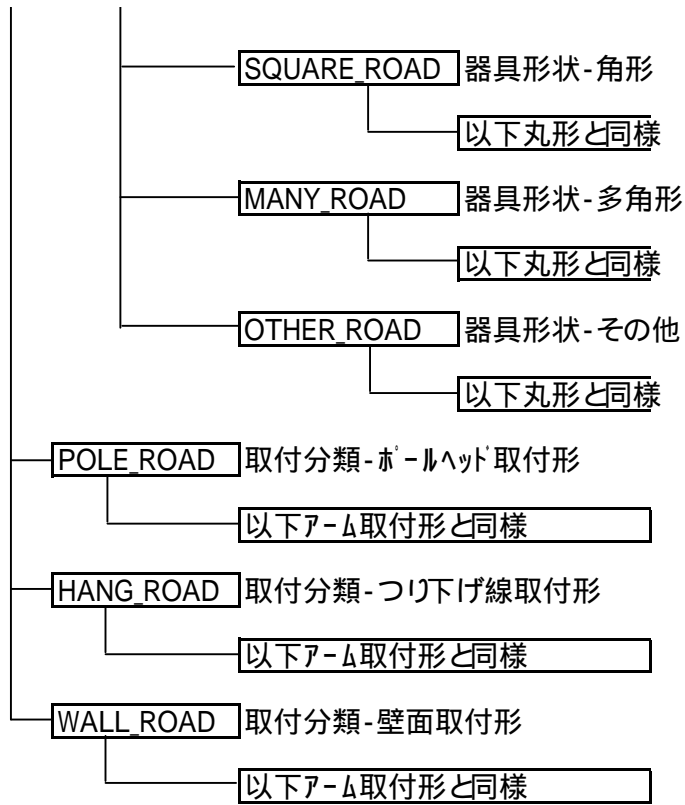 SQUARE_ROAD 器具形状-角形
以下丸形と同様
MANY_ROAD 器具形状-多角形
以下丸形と同様
OTHER_ROAD 器具形状-その他
以下丸形と同様
POLE_ROAD 取付分類-ﾎﾟｰﾙﾍｯﾄﾞ取付形
以下ｱｰﾑ取付形と同様
HANG_ROAD 取付分類-つり下げ線取付形
以下ｱｰﾑ取付形と同様
WALL_ROAD 取付分類-壁面取付形
以下ｱｰﾑ取付形と同様